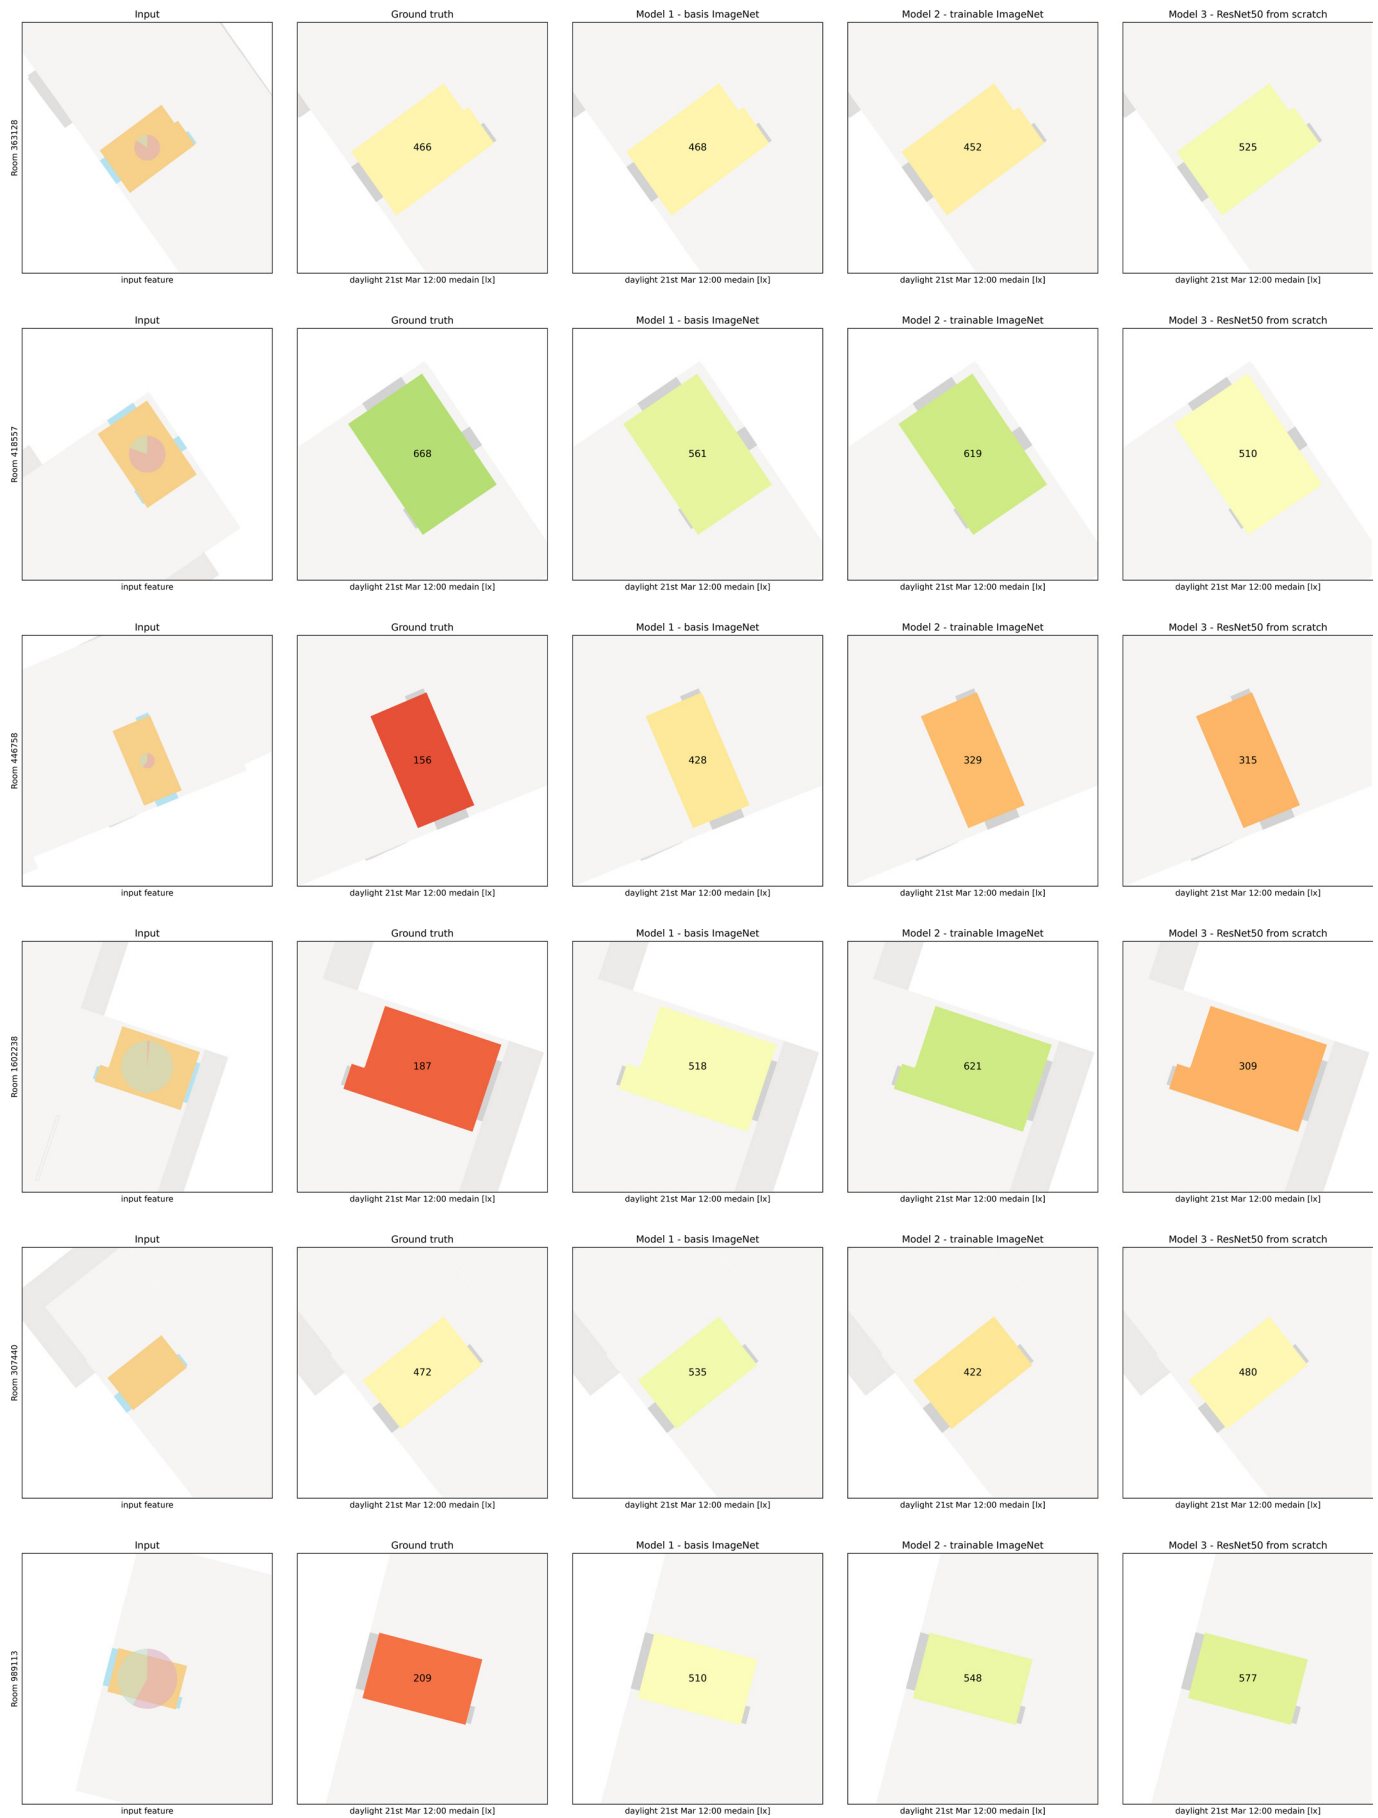 Input Ground truth Model 1 - basis ImageNet Model 2 - trainable ImageNet Model 3 - ResNet50 from scratch
Room 363128
466 468 452 525
input feature daylight 21st Mar 12:00 medain [lx] daylight 21st Mar 12:00 medain [lx] daylight 21st Mar 12:00 medain [lx] daylight 21st Mar 12:00 medain [lx]
Input Ground truth Model 1 - basis ImageNet Model 2 - trainable ImageNet Model 3 - ResNet50 from scratch
Room 418557
668 561 619 510
input feature daylight 21st Mar 12:00 medain [lx] daylight 21st Mar 12:00 medain [lx] daylight 21st Mar 12:00 medain [lx] daylight 21st Mar 12:00 medain [lx]
Input Ground truth Model 1 - basis ImageNet Model 2 - trainable ImageNet Model 3 - ResNet50 from scratch
Room 446758
156 428 329 315
input feature daylight 21st Mar 12:00 medain [lx] daylight 21st Mar 12:00 medain [lx] daylight 21st Mar 12:00 medain [lx] daylight 21st Mar 12:00 medain [lx]
Input Ground truth Model 1 - basis ImageNet Model 2 - trainable ImageNet Model 3 - ResNet50 from scratch
Room 1602238
187 518 621 309
input feature daylight 21st Mar 12:00 medain [lx] daylight 21st Mar 12:00 medain [lx] daylight 21st Mar 12:00 medain [lx] daylight 21st Mar 12:00 medain [lx]
Input Ground truth Model 1 - basis ImageNet Model 2 - trainable ImageNet Model 3 - ResNet50 from scratch
Room 307440
472 535 422 480
input feature daylight 21st Mar 12:00 medain [lx] daylight 21st Mar 12:00 medain [lx] daylight 21st Mar 12:00 medain [lx] daylight 21st Mar 12:00 medain [lx]
Input Ground truth Model 1 - basis ImageNet Model 2 - trainable ImageNet Model 3 - ResNet50 from scratch
Room 989113
209 510 548 577
input feature daylight 21st Mar 12:00 medain [lx] daylight 21st Mar 12:00 medain [lx] daylight 21st Mar 12:00 medain [lx] daylight 21st Mar 12:00 medain [lx]